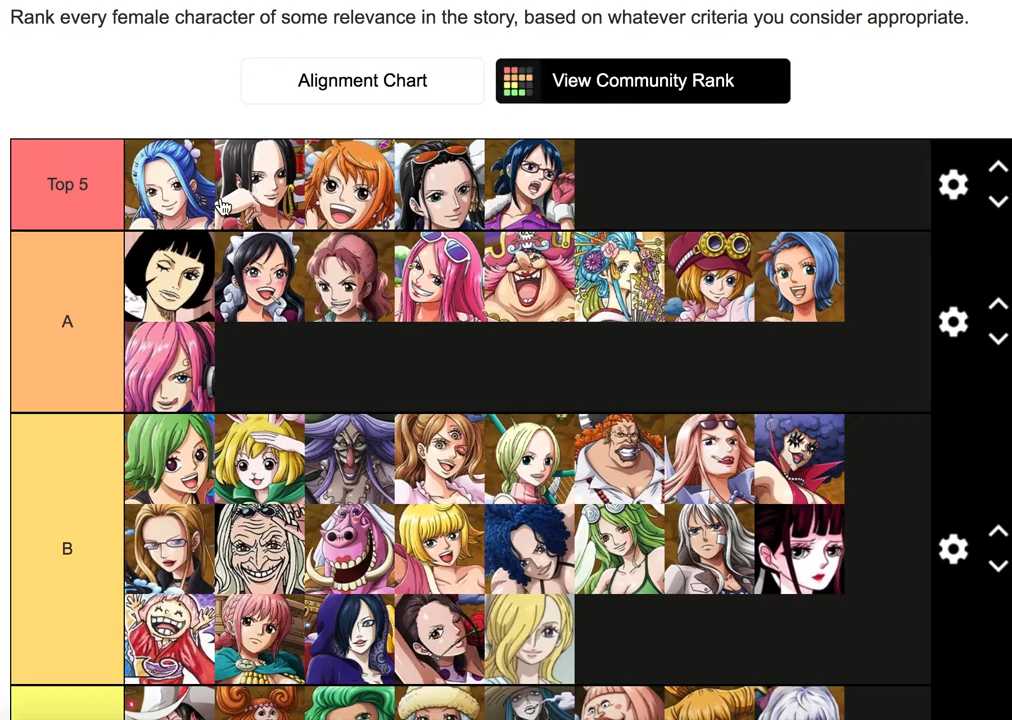 Rank every female character of some relevance in the story, based on whatever criteria you consider appropriate.
Alignment Chart
View Community Rank
Top 5
A
B